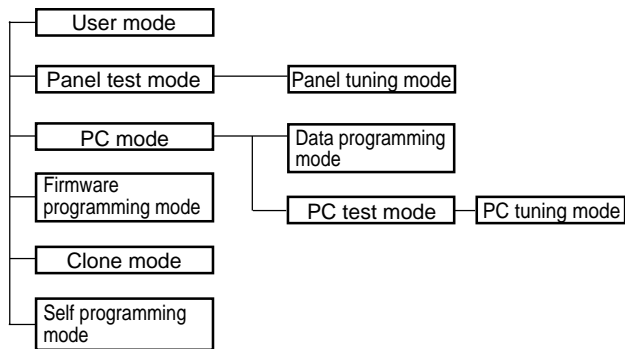 User mode
Panel test mode
Panel tuning mode
PC mode
Data programming
mode
Firmware
programming mode
PC test mode
PC tuning mode
Clone mode
Self programming
mode